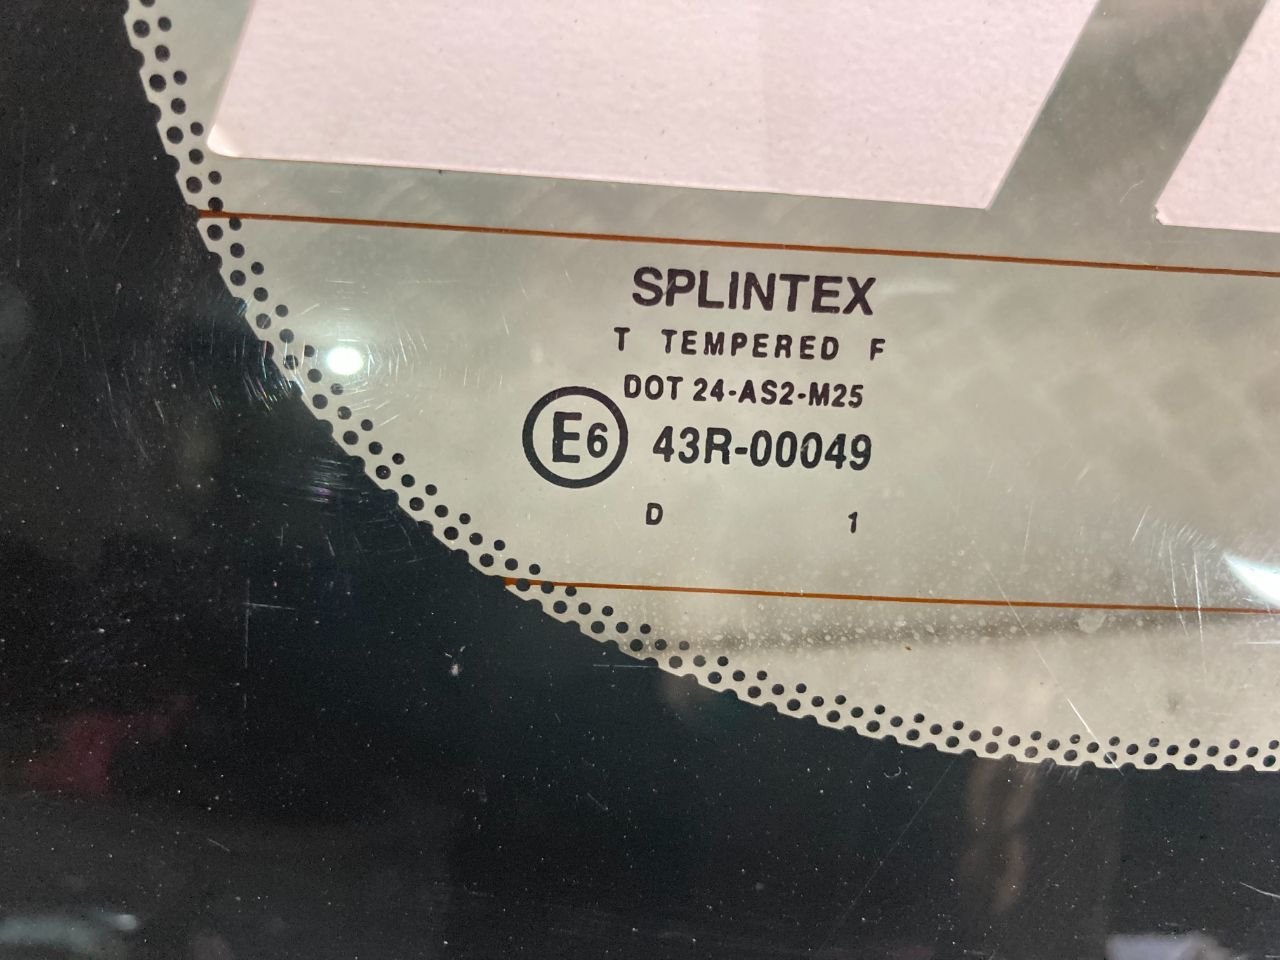 SPLINTEX
T TEMPERED F
DOT 24-AS2-M25
E6 43R-00049
D 1